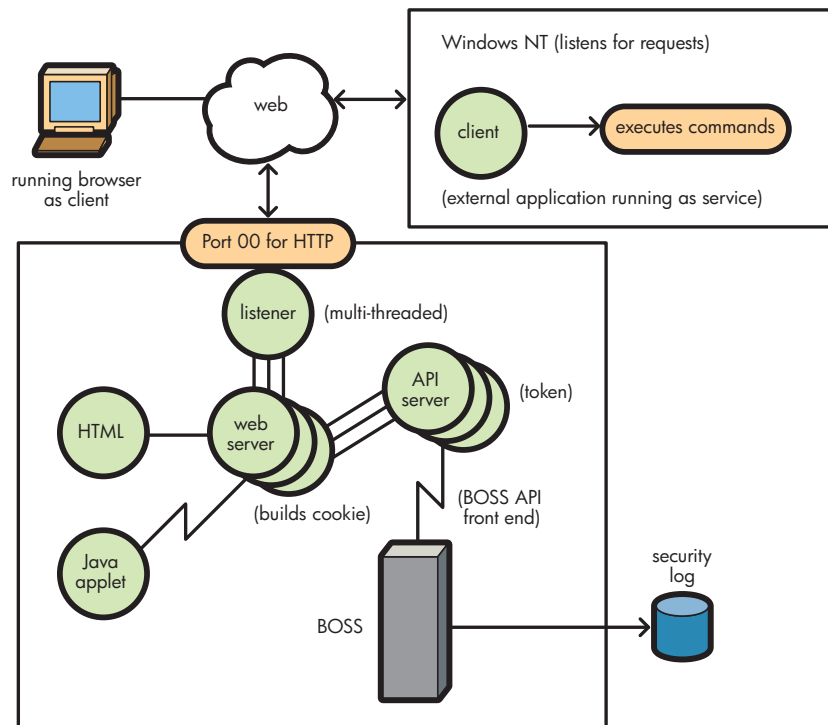 Windows NT (listens for requests)
web
client
executes commands
running browser
as client
(external application running as service)
Port 00 for HTTP
listener
(multi-threaded)
API
server
(token)
HTML
web
server
(builds cookie)
(BOSS API
front end)
Java
applet
BOSS
security
log